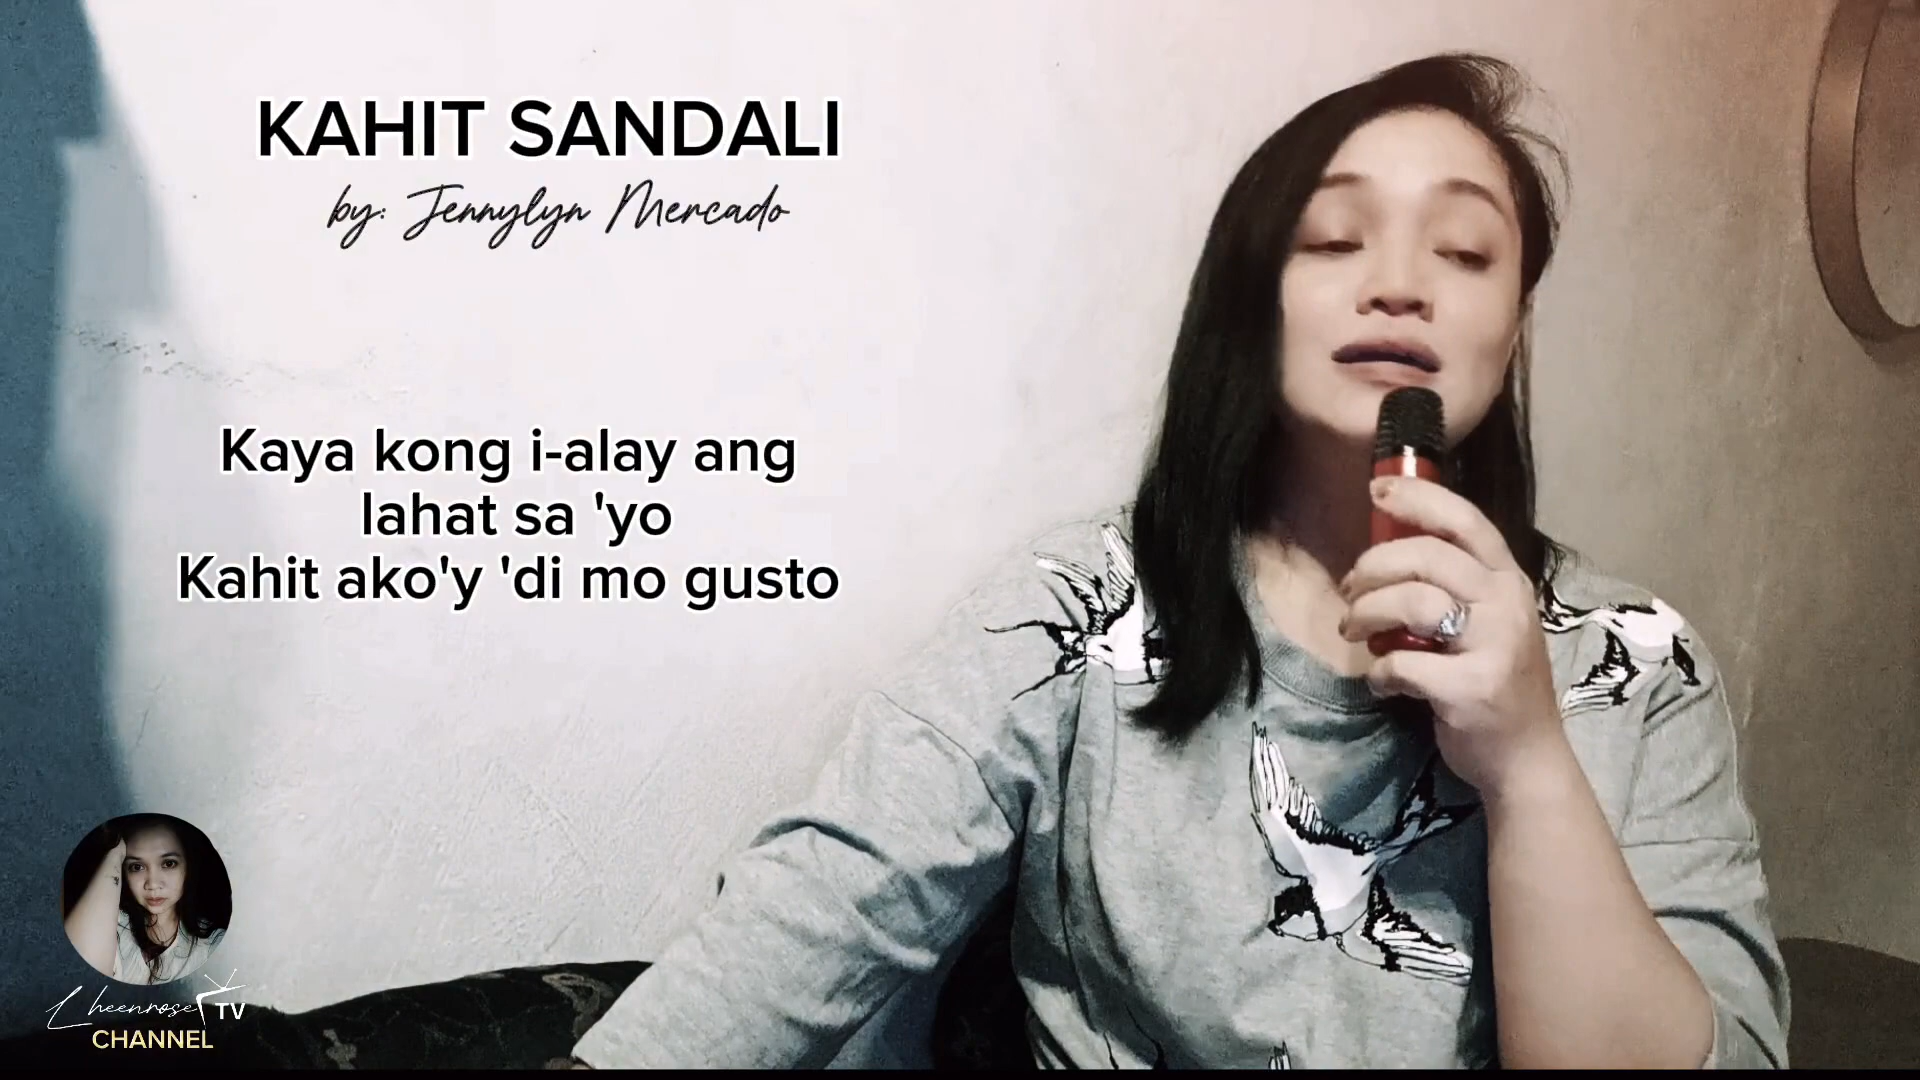 KAHIT SANDALI
by: Jennylyn Mercado
Kaya kong i-alay ang
lahat sa 'yo
Kahit ako'y 'di mo gusto
Lheenrose TV
CHANNEL